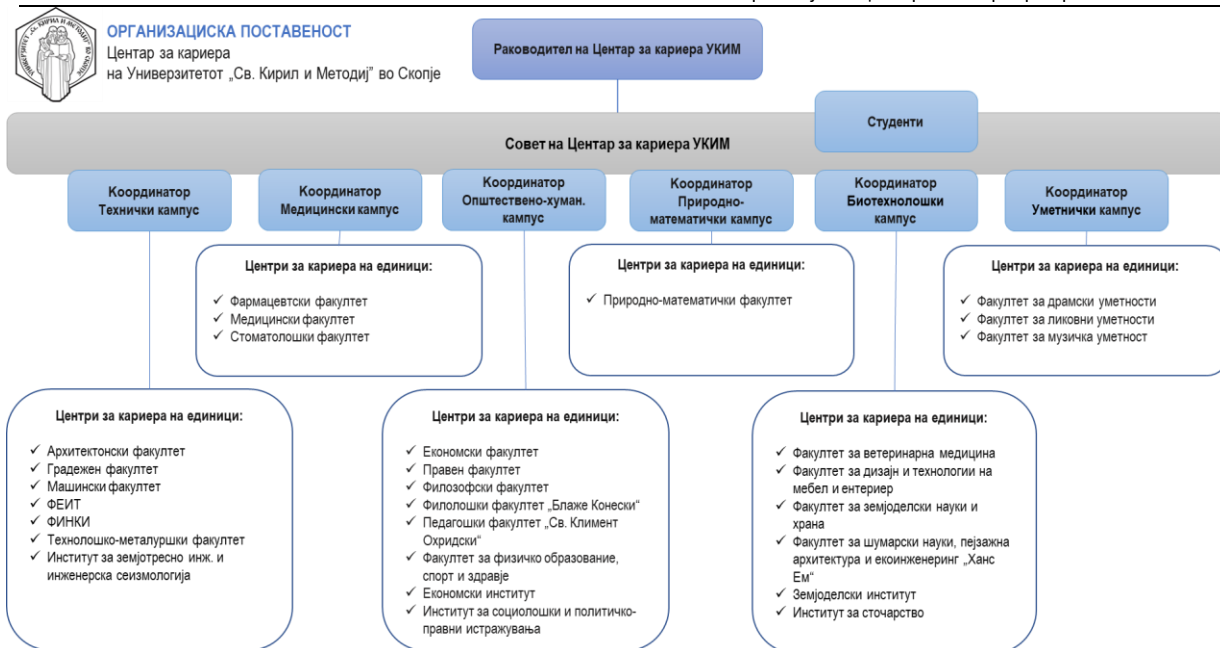 ОРГАНИЗАЦИСКА ПОСТАВЕНОСТ
Центар за кариера
на Универзитетот „Св. Кирил и Методиј” во Скопје
Раководител на Центар за кариера УКИМ
Студенти
Совет на Центар за кариера УКИМ
Координатор
Технички кампус
Координатор
Медицински кампус
Координатор
Општествено-хуман.
кампус
Координатор
Природно-
математички кампус
Координатор
Биотехнолошки
кампус
Координатор
Уметнички кампус
Центри за кариера на единици:
✓ Фармацевтски факултет
✓ Медицински факултет
✓ Стоматолошки факултет
Центри за кариера на единици:
✓ Природно-математички факултет
Центри за кариера на единици:
✓ Факултет за драмски уметности
✓ Факултет за ликовни уметности
✓ Факултет за музичка уметност
Центри за кариера на единици:
✓ Архитектонски факултет
✓ Градежен факултет
✓ Машински факултет
✓ ФЕИТ
✓ ФИНКИ
✓ Технолошко-металуршки факултет
✓ Институт за земјотресно инж. и
инженерска сеизмологија
Центри за кариера на единици:
✓ Економски факултет
✓ Правен факултет
✓ Филозофски факултет
✓ Филолошки факултет „Блаже Конески“
✓ Педагошки факултет „Св. Климент
Охридски“
✓ Факултет за физичко образование,
спорт и здравје
✓ Економски институт
✓ Институт за социолошки и политичко-
правни истражувања
Центри за кариера на единици:
✓ Факултет за ветеринарна медицина
✓ Факултет за дизајн и технологии на
мебел и ентериер
✓ Факултет за земјоделски науки и
храна
✓ Факултет за шумарски науки, пејзажна
архитектура и екоинженеринг „Ханс
Ем“
✓ Земјоделски институт
✓ Институт за сточарство